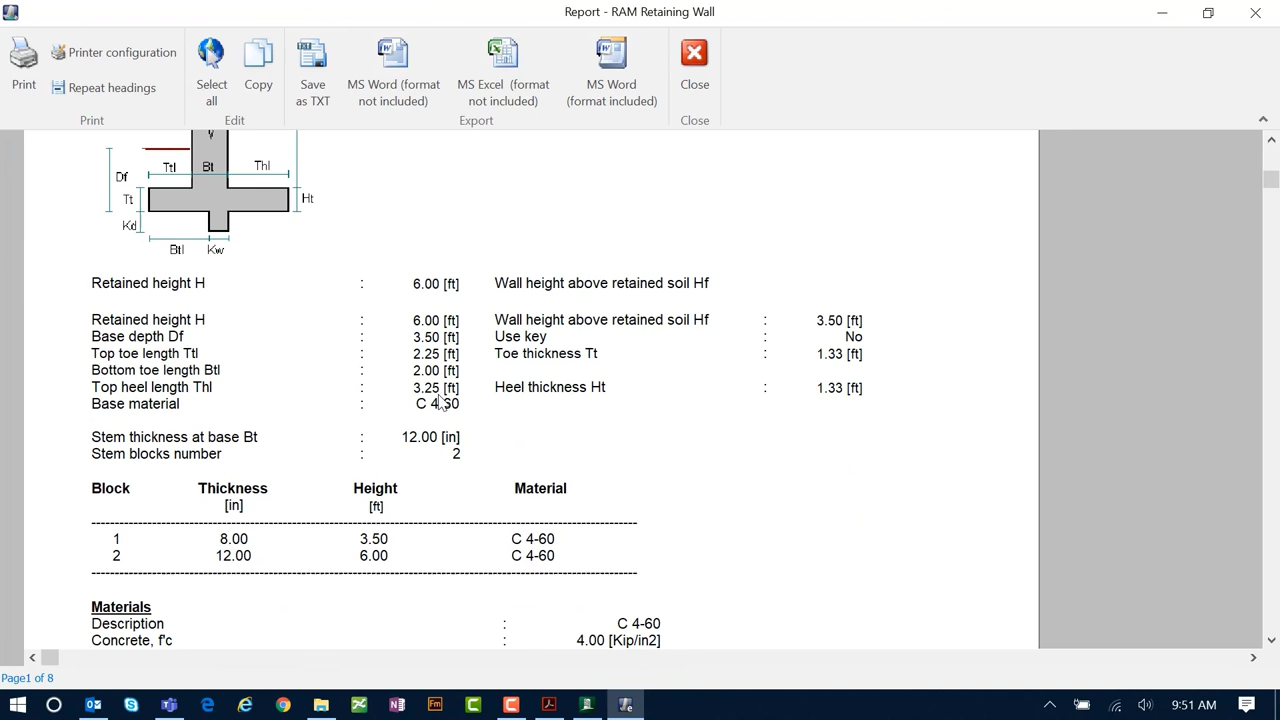 Report - RAM Retaining Wall
Print
Printer configuration
Repeat headings
Select all
Copy
Save as TXT
MS Word (format not included)
MS Excel (format not included)
MS Word (format included)
Close
Print
Edit
Export
Close
Ttl Bt Thl
Df
Tt
Ht
Kd
Btl Kw
Retained height H : 6.00 [ft] Wall height above retained soil Hf
Retained height H : 6.00 [ft] Wall height above retained soil Hf : 3.50 [ft]
Base depth Df : 3.50 [ft] Use key : No
Top toe length Ttl : 2.25 [ft] Toe thickness Tt : 1.33 [ft]
Bottom toe length Btl : 2.00 [ft]
Top heel length Thl : 3.25 [ft] Heel thickness Ht : 1.33 [ft]
Base material : C 4-60
Stem thickness at base Bt : 12.00 [in]
Stem blocks number : 2
Block Thickness Height Material
[in] [ft]
1 8.00 3.50 C 4-60
2 12.00 6.00 C 4-60
Materials
Description : C 4-60
Concrete, f'c : 4.00 [Kip/in2]
Page1 of 8
9:51 AM